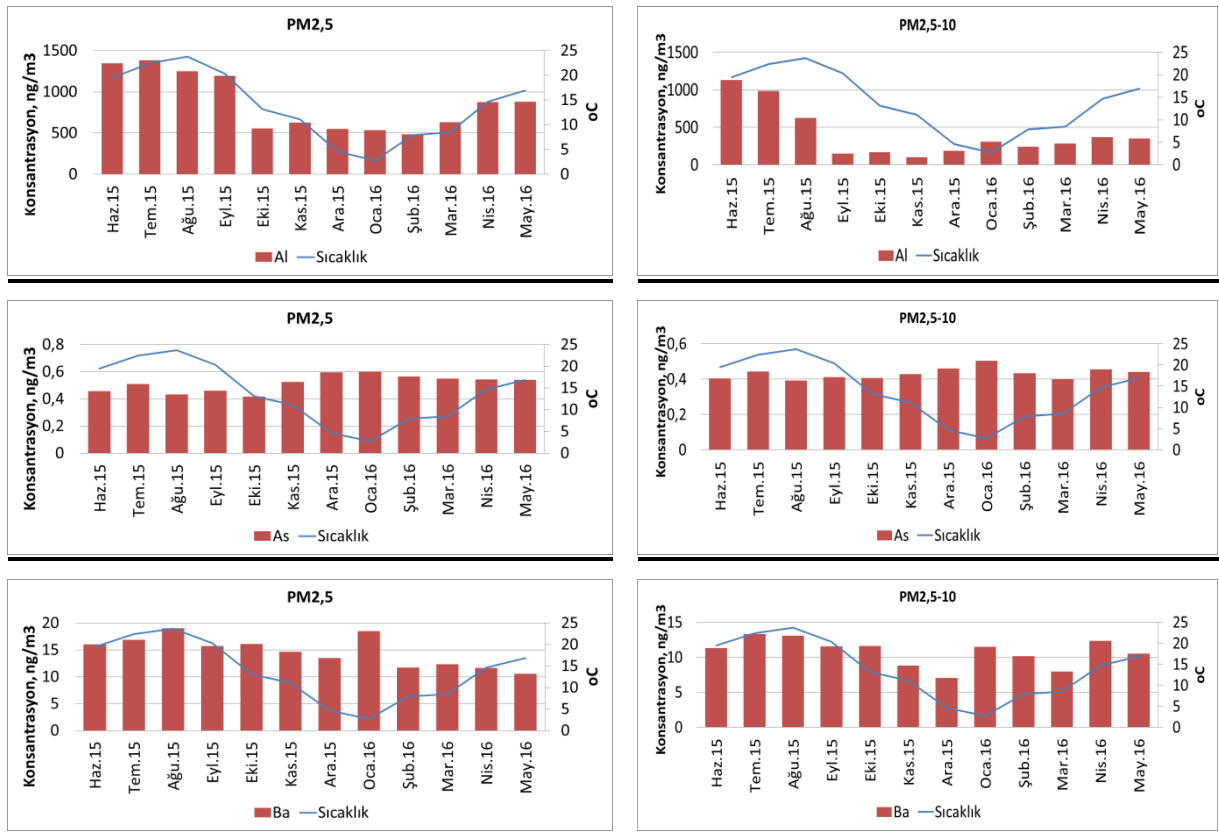 PM2,5
Konsantrasyon, ng/m3
1500
1000
500
0
25
20
15
10
5
0
oC
Haz.15
Tem.15
Ağu.15
Eyl.15
Eki.15
Kas.15
Ara.15
Oca.16
Şub.16
Mar.16
Nis.16
May.16
Al
Sıcaklık
PM2,5-10
Konsantrasyon, ng/m3
1500
1000
500
0
25
20
15
10
5
0
oC
Haz.15
Tem.15
Ağu.15
Eyl.15
Eki.15
Kas.15
Ara.15
Oca.16
Şub.16
Mar.16
Nis.16
May.16
Al
Sıcaklık
PM2,5
Konsantrasyon, ng/m3
0,8
0,6
0,4
0,2
0
25
20
15
10
5
0
oC
Haz.15
Tem.15
Ağu.15
Eyl.15
Eki.15
Kas.15
Ara.15
Oca.16
Şub.16
Mar.16
Nis.16
May.16
As
Sıcaklık
PM2,5-10
Konsantrasyon, ng/m3
0,6
0,4
0,2
0
25
20
15
10
5
0
oC
Haz.15
Tem.15
Ağu.15
Eyl.15
Eki.15
Kas.15
Ara.15
Oca.16
Şub.16
Mar.16
Nis.16
May.16
As
Sıcaklık
PM2,5
Konsantrasyon, ng/m3
20
15
10
5
0
25
20
15
10
5
0
oC
Haz.15
Tem.15
Ağu.15
Eyl.15
Eki.15
Kas.15
Ara.15
Oca.16
Şub.16
Mar.16
Nis.16
May.16
Ba
Sıcaklık
PM2,5-10
Konsantrasyon, ng/m3
15
10
5
0
25
20
15
10
5
0
oC
Haz.15
Tem.15
Ağu.15
Eyl.15
Eki.15
Kas.15
Ara.15
Oca.16
Şub.16
Mar.16
Nis.16
May.16
Ba
Sıcaklık